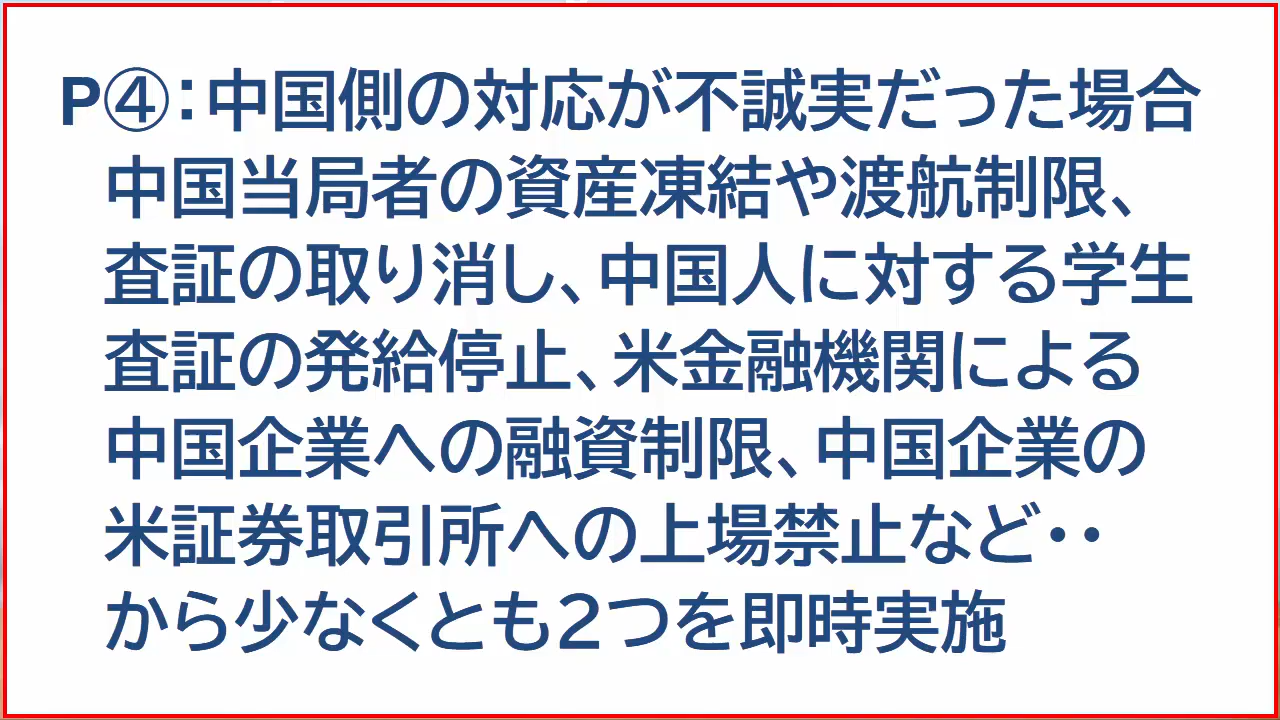 P④：中国側の対応が不誠実だった場合
中国当局者の資産凍結や渡航制限、
査証の取り消し、中国人に対する学生
査証の発給停止、米金融機関による
中国企業への融資制限、中国企業の
米証券取引所への上場禁止など・・
から少なくとも２つを即時実施